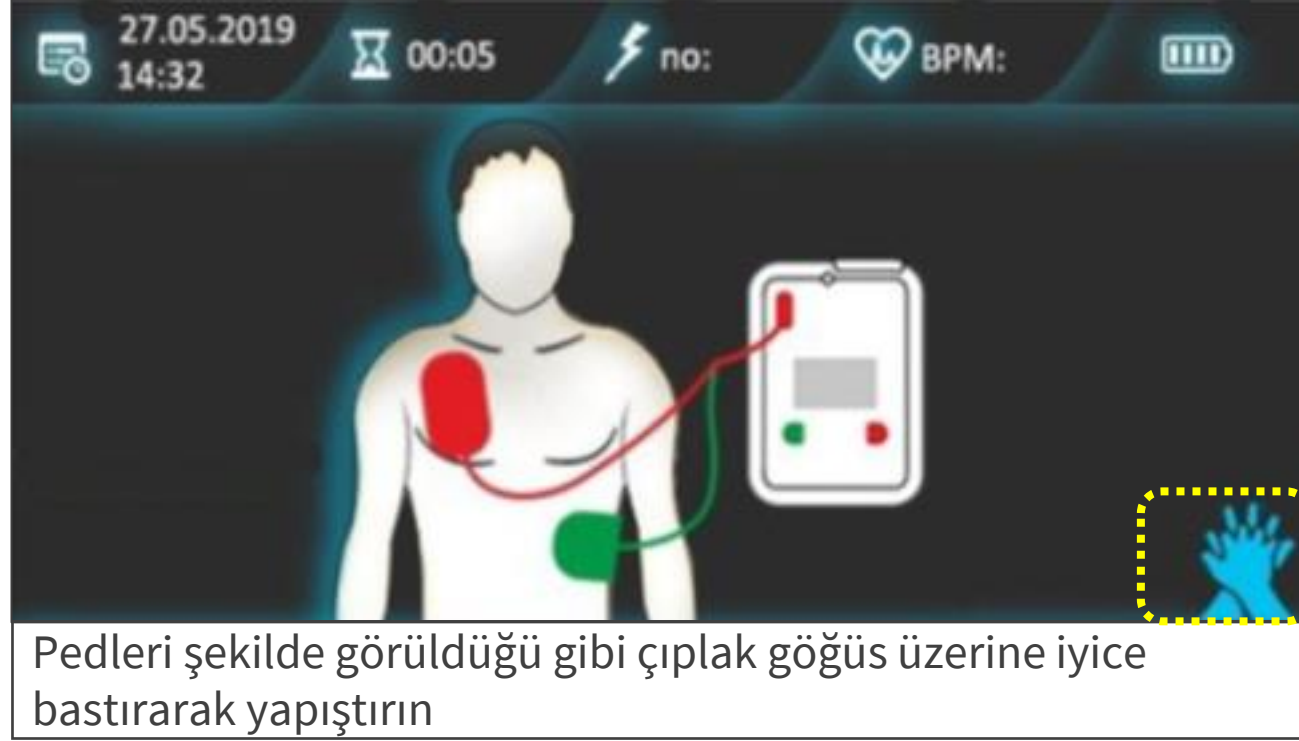 27.05.2019
14:32
00:05
no:
BPM:
Pedleri şekilde görüldüğü gibi çıplak göğüs üzerine iyice
bastırarak yapıştırın